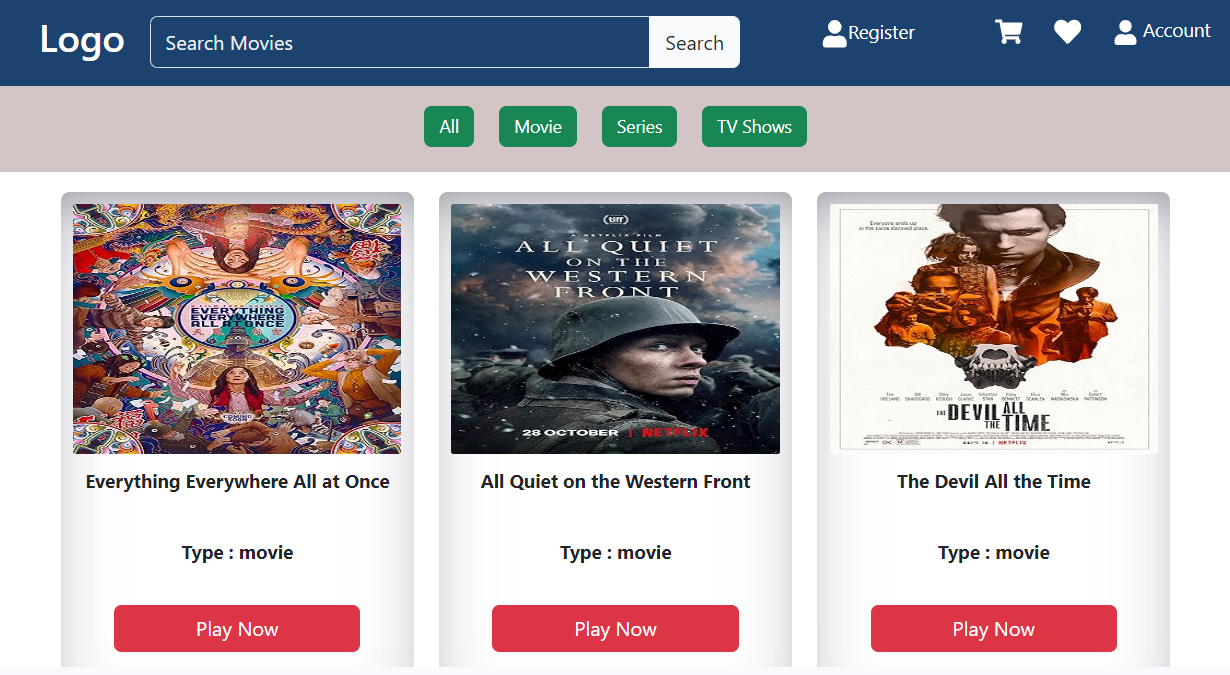 Logo
Search Movies
Search
Register
Account
All
Movie
Series
TV Shows
EVERYTHING
EVERYWHERE
ALL AT ONCE
COMING
SOON
tiff
A NETFLIX FILM
ALL QUIET
ON THE
WESTERN
FRONT
28 OCTOBER | NETFLIX
Everyone ends up
in the same damned place.
THE DEVIL ALL
THE TIME
NETFLIX
Everything Everywhere All at Once
All Quiet on the Western Front
The Devil All the Time
Type : movie
Type : movie
Type : movie
Play Now
Play Now
Play Now